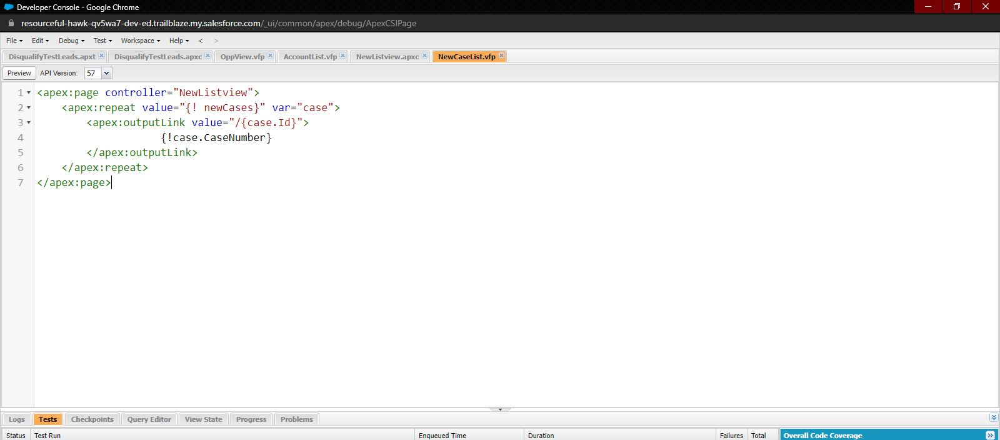 Developer Console - Google Chrome
resourceful-hawk-qv5wa7-dev-ed.trailblaze.my.salesforce.com/_ui/common/apex/debug/ApexCSIPage
File Edit Debug Test Workspace Help < >
DisqualifyTestLeads.apxt DisqualifyTestLeads.apxc OppView.vfp AccountList.vfp NewListview.apxc NewCaseList.vfp
Preview API Version: 57
1 <apex:page controller="NewListview">
2 <apex:repeat value="{! newCases}" var="case">
3 <apex:outputLink value="/{case.Id}">
4 {!case.CaseNumber}
5 </apex:outputLink>
6 </apex:repeat>
7 </apex:page>
Logs Tests Checkpoints Query Editor View State Progress Problems
Status Test Run Enqueued Time Duration Failures Total Overall Code Coverage